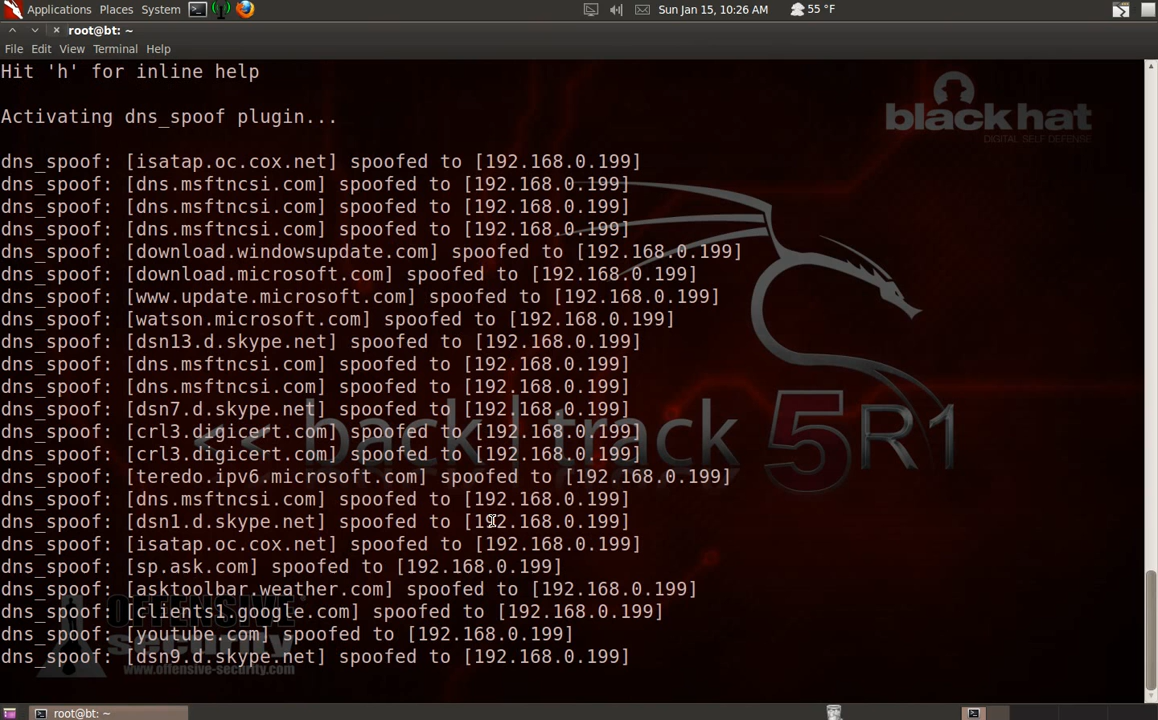 Applications Places System
Sun Jan 15, 10:26 AM 55 °F
root@bt: ~
File Edit View Terminal Help
Hit 'h' for inline help
Activating dns_spoof plugin...
dns_spoof: [isatap.oc.cox.net] spoofed to [192.168.0.199]
dns_spoof: [dns.msftncsi.com] spoofed to [192.168.0.199]
dns_spoof: [dns.msftncsi.com] spoofed to [192.168.0.199]
dns_spoof: [dns.msftncsi.com] spoofed to [192.168.0.199]
dns_spoof: [download.windowsupdate.com] spoofed to [192.168.0.199]
dns_spoof: [download.microsoft.com] spoofed to [192.168.0.199]
dns_spoof: [www.update.microsoft.com] spoofed to [192.168.0.199]
dns_spoof: [watson.microsoft.com] spoofed to [192.168.0.199]
dns_spoof: [dsn13.d.skype.net] spoofed to [192.168.0.199]
dns_spoof: [dns.msftncsi.com] spoofed to [192.168.0.199]
dns_spoof: [dns.msftncsi.com] spoofed to [192.168.0.199]
dns_spoof: [dsn7.d.skype.net] spoofed to [192.168.0.199]
dns_spoof: [crl3.digicert.com] spoofed to [192.168.0.199]
dns_spoof: [crl3.digicert.com] spoofed to [192.168.0.199]
dns_spoof: [teredo.ipv6.microsoft.com] spoofed to [192.168.0.199]
dns_spoof: [dns.msftncsi.com] spoofed to [192.168.0.199]
dns_spoof: [dsn1.d.skype.net] spoofed to [192.168.0.199]
dns_spoof: [isatap.oc.cox.net] spoofed to [192.168.0.199]
dns_spoof: [sp.ask.com] spoofed to [192.168.0.199]
dns_spoof: [asktoolbar.weather.com] spoofed to [192.168.0.199]
dns_spoof: [clients1.google.com] spoofed to [192.168.0.199]
dns_spoof: [youtube.com] spoofed to [192.168.0.199]
dns_spoof: [dsn9.d.skype.net] spoofed to [192.168.0.199]
black hat
DIGITAL SELF DEFENSE
<< back | track 5 R1
OFFENSIVE
security
www.offensive-security.com
root@bt: ~